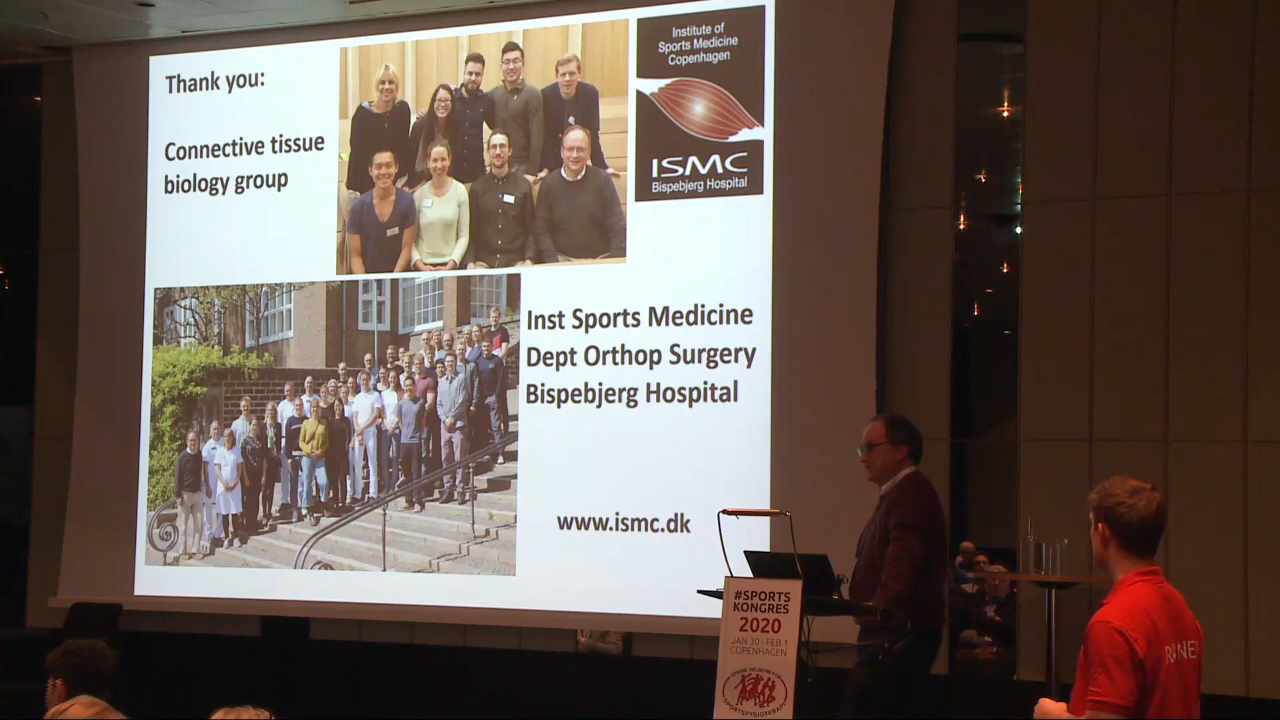 Thank you:
Connective tissue
biology group
Institute of
Sports Medicine
Copenhagen
ISMC
Bispebjerg Hospital
Inst Sports Medicine
Dept Orthop Surgery
Bispebjerg Hospital
www.ismc.dk
#SPORTS
KONGRES
2020
JAN 30 - FEB 1
COPENHAGEN